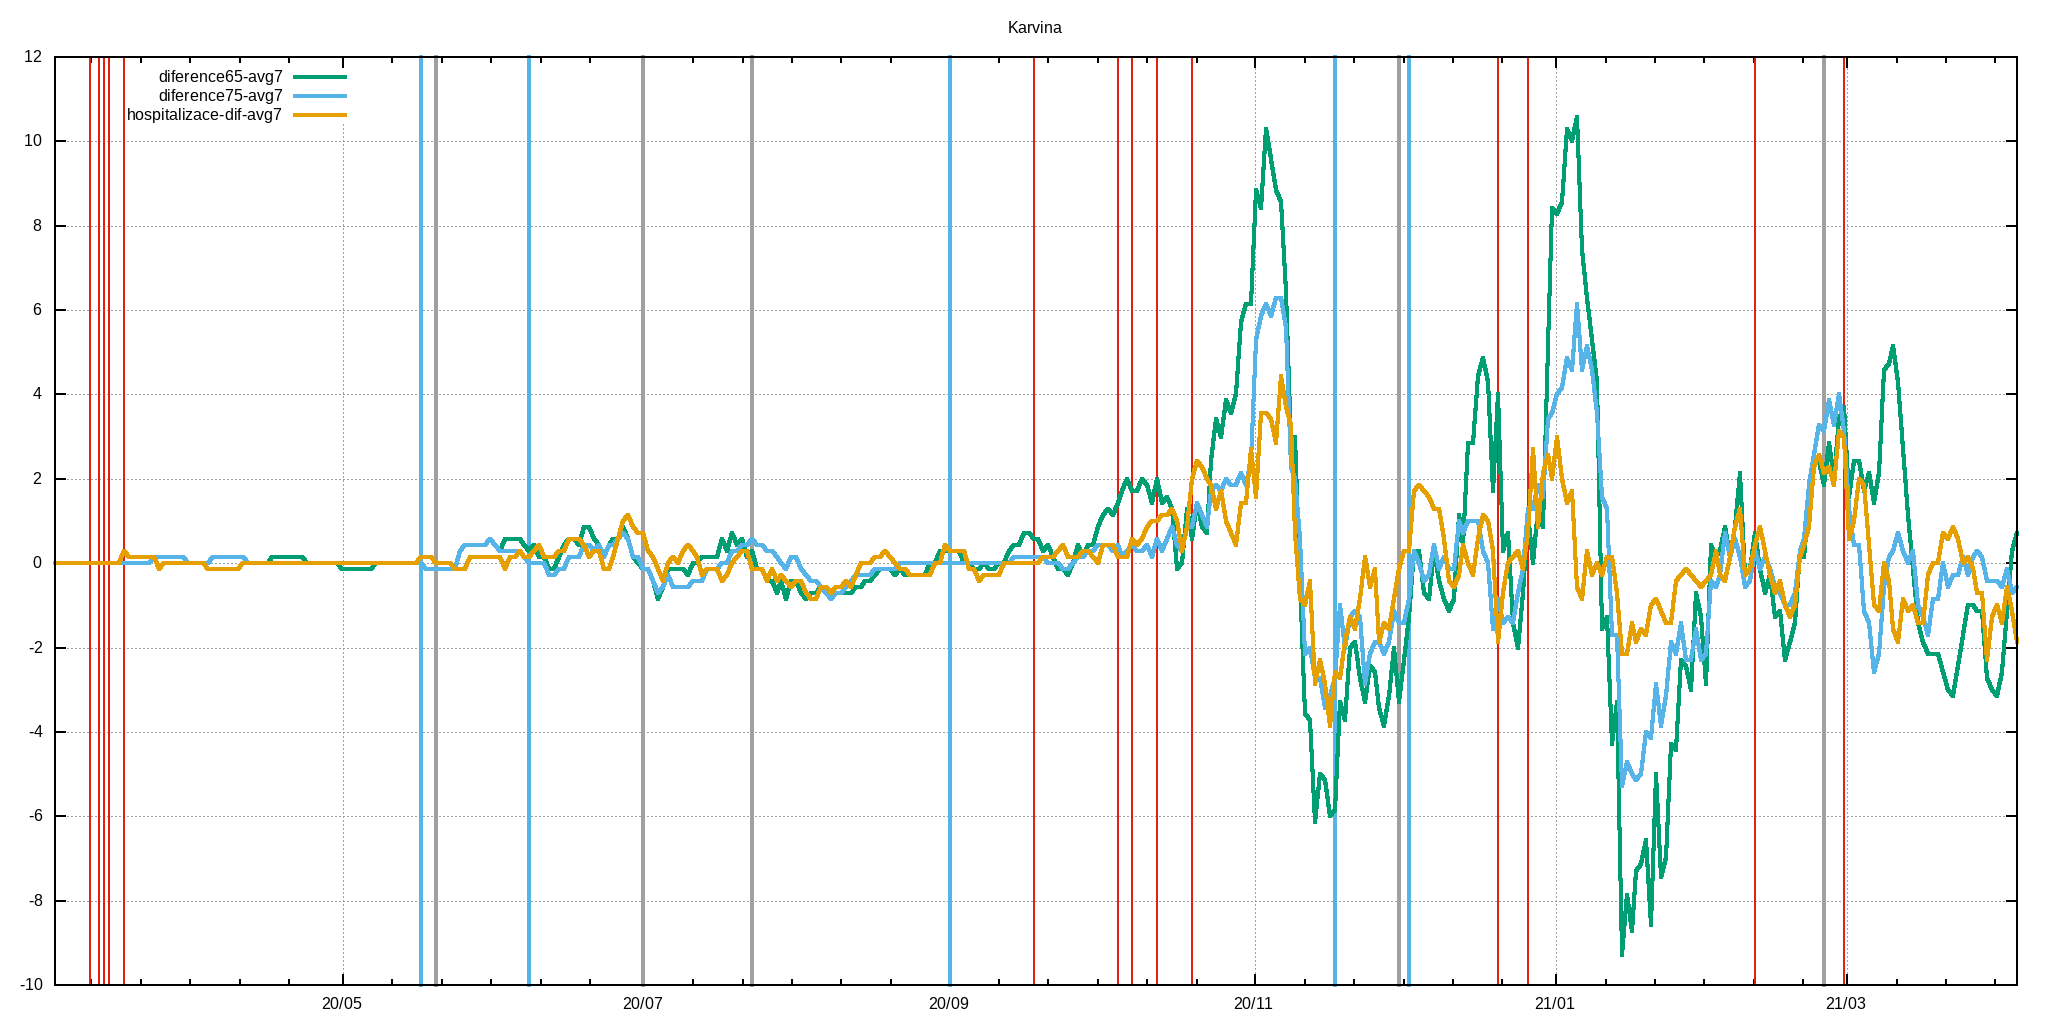 Karvina
12
diference65-avg7
diference75-avg7
hospitalizace-dif-avg7
10
8
6
4
2
0
-2
-4
-6
-8
-10
20/05 20/07 20/09 20/11 21/01 21/03